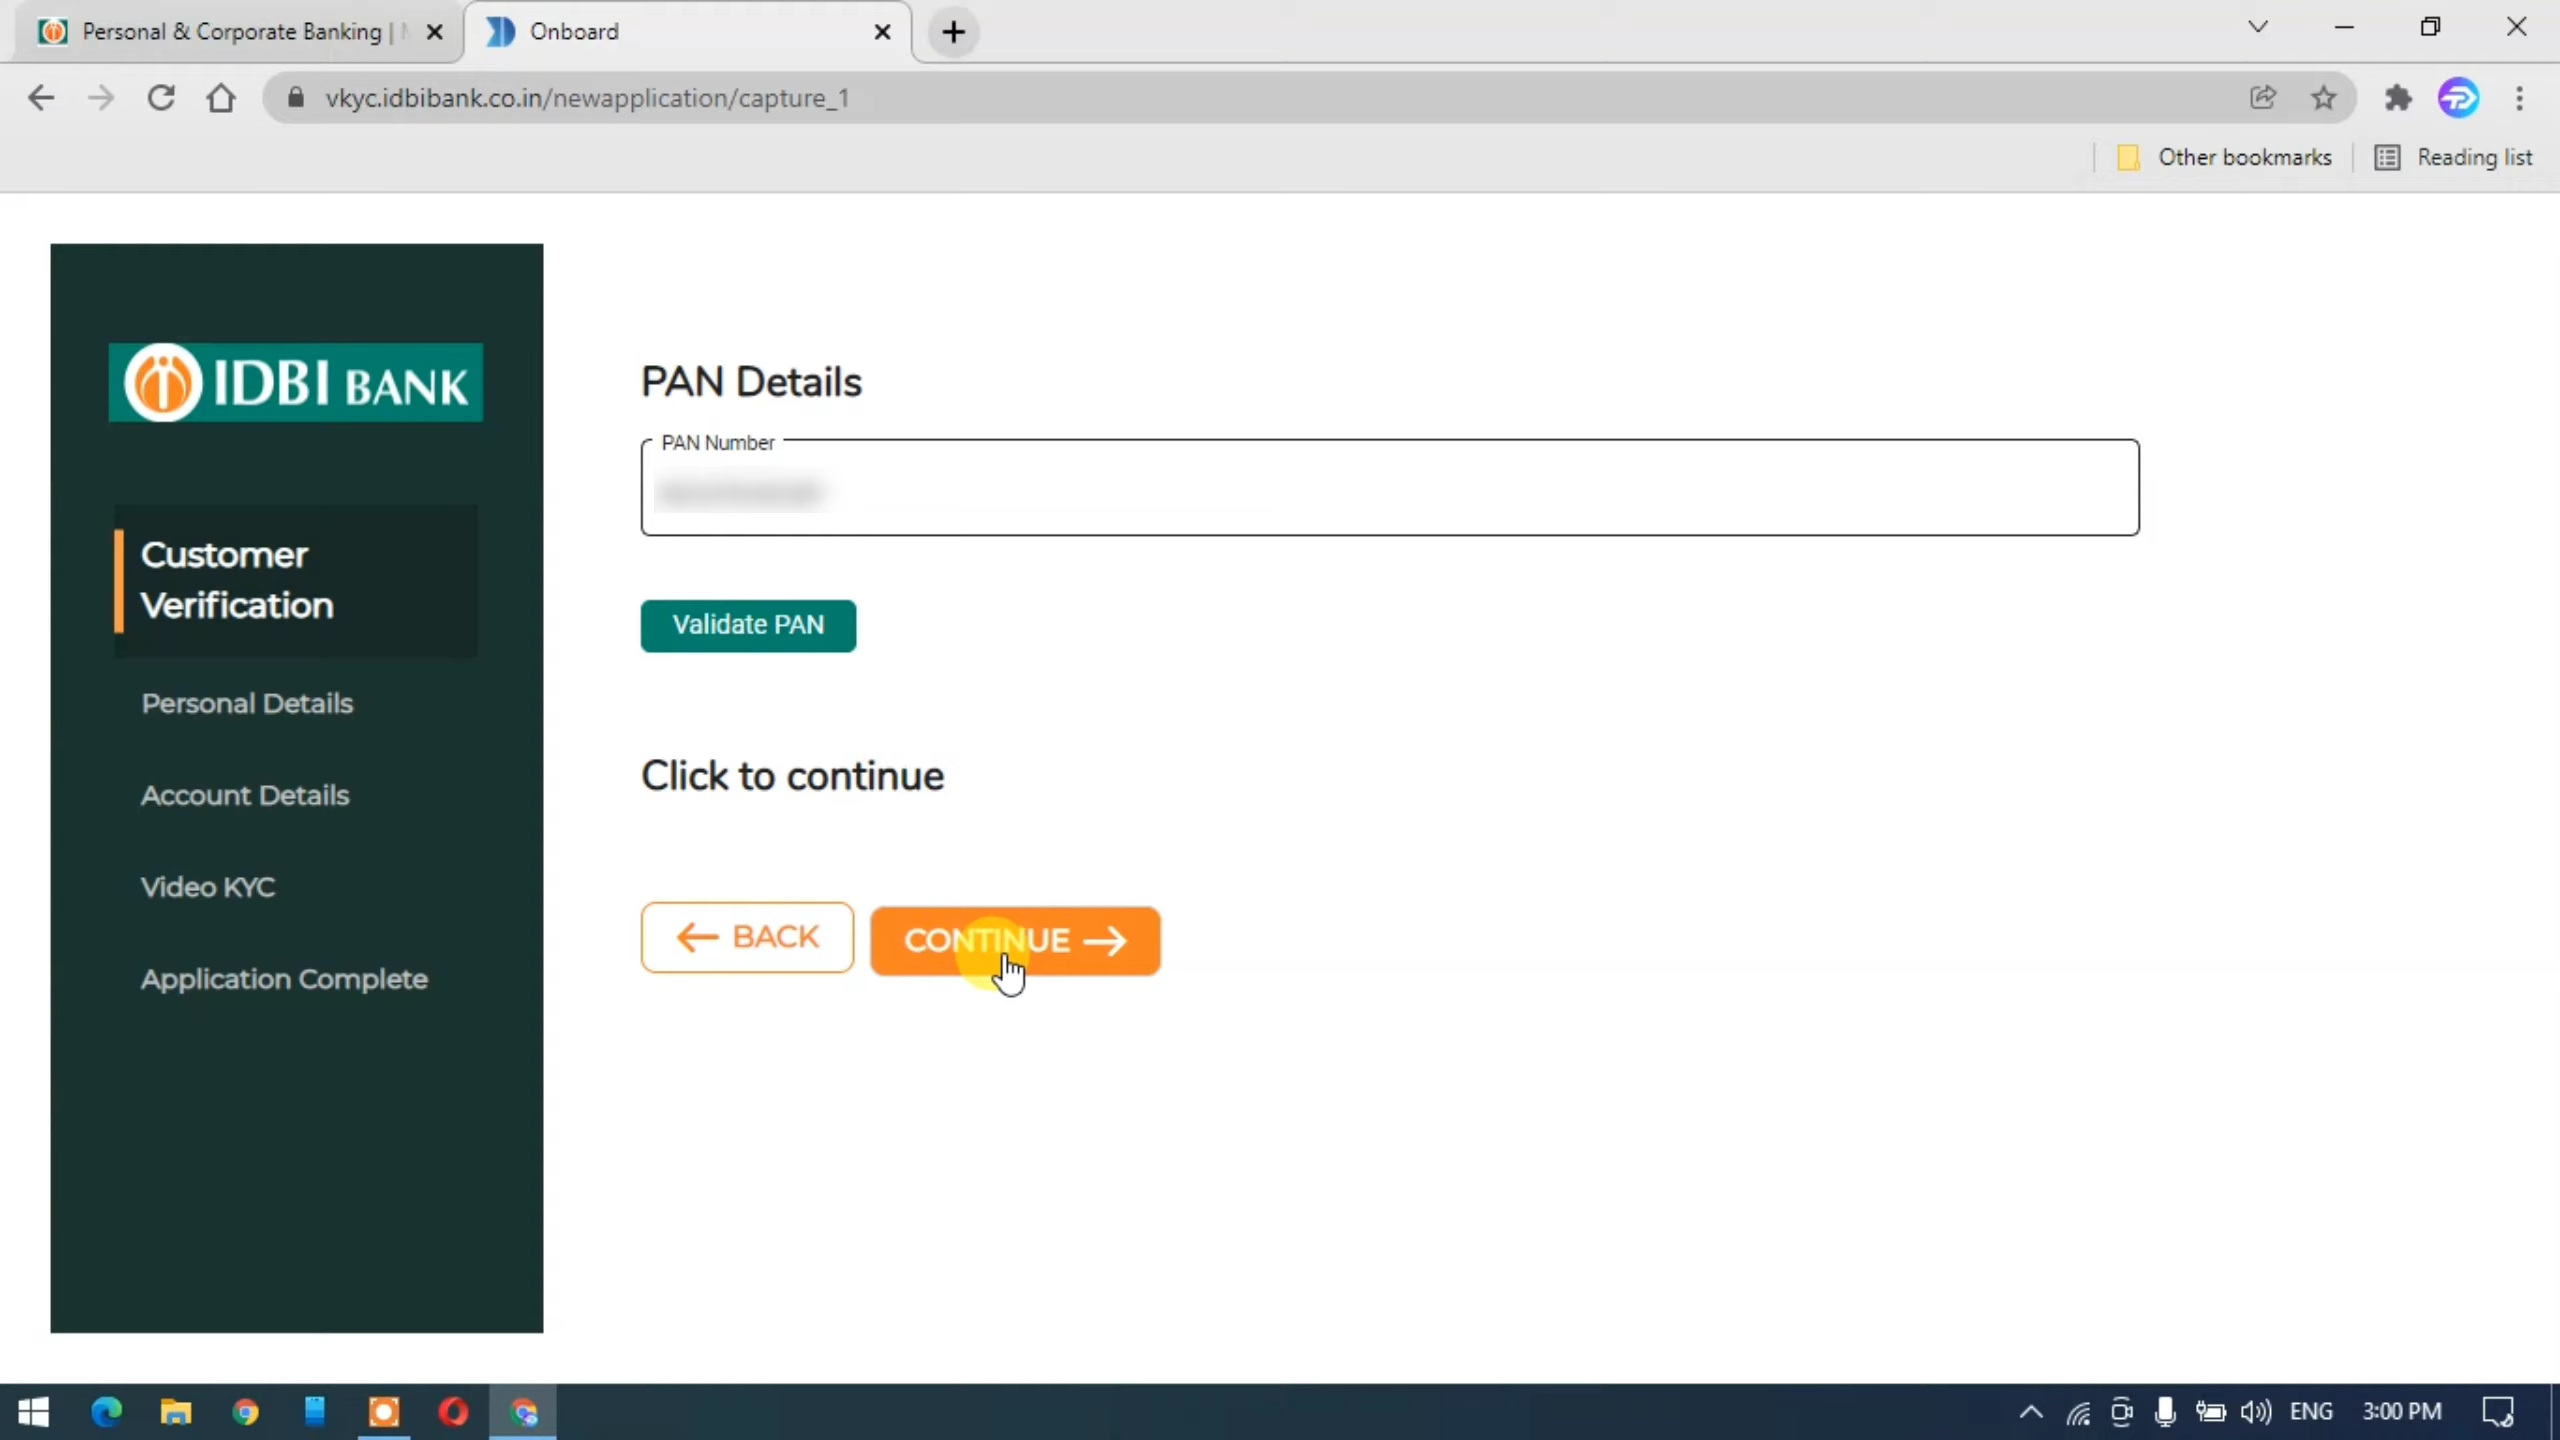 Personal & Corporate Banking |
Onboard
vkyc.idbibank.co.in/newapplication/capture_1
Other bookmarks
Reading list
IDBI BANK
Customer
Verification
Personal Details
Account Details
Video KYC
Application Complete
PAN Details
PAN Number
Validate PAN
Click to continue
BACK
CONTINUE
ENG
3:00 PM